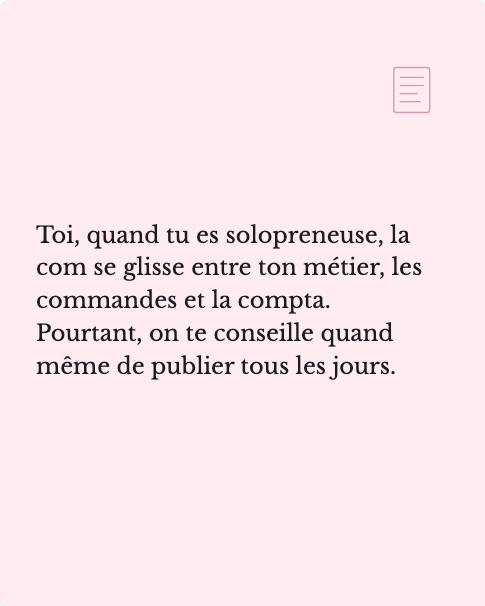 Toi, quand tu es solopreneuse, la
com se glisse entre ton métier, les
commandes et la compta.
Pourtant, on te conseille quand
même de publier tous les jours.